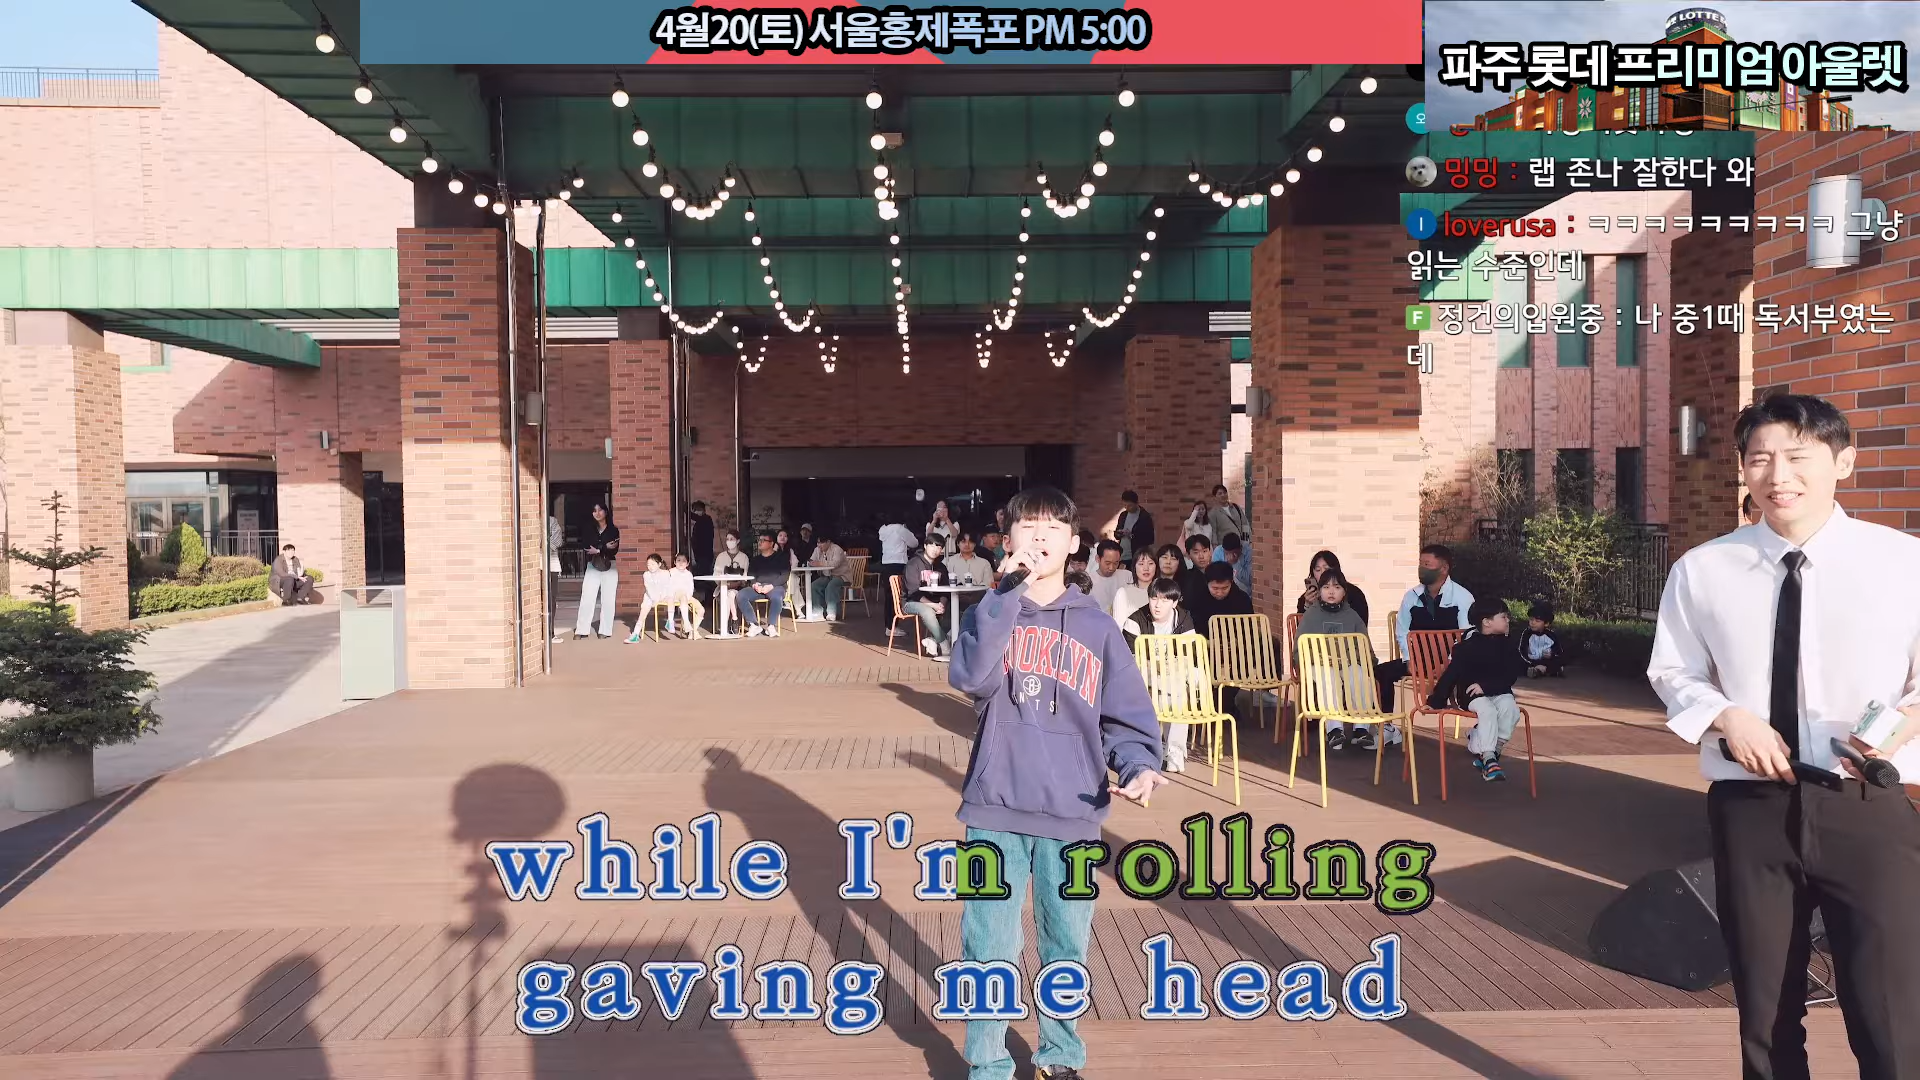 4월20(토) 서울홍제폭포 PM 5:00
LOTTE
파주 롯데 프리미엄 아울렛
밍밍 : 랩 존나 잘한다 와
loverusa : ㅋㅋㅋㅋㅋㅋㅋㅋㅋ 그냥
읽는 수준인데
F 정건의입원중 : 나 중1때 독서부였는
데
OOKLYN
N T S
while I'm rolling
gaving me head